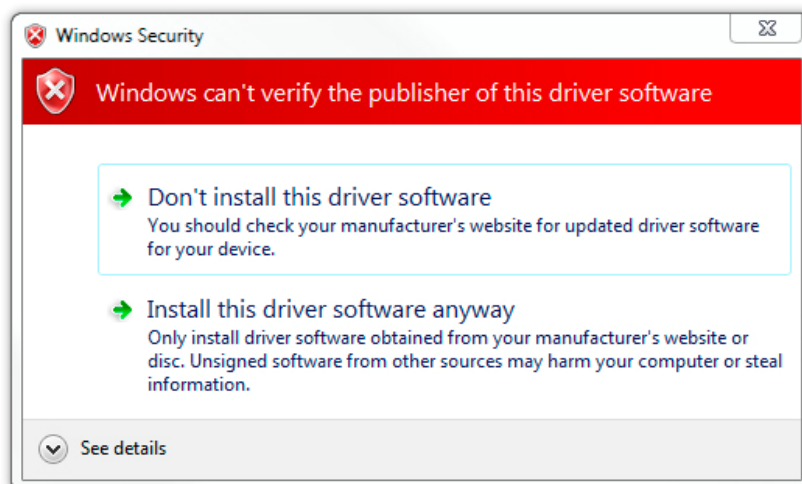 Windows Security
Windows can't verify the publisher of this driver software
Don't install this driver software
You should check your manufacturer's website for updated driver software
for your device.
Install this driver software anyway
Only install driver software obtained from your manufacturer's website or
disc. Unsigned software from other sources may harm your computer or steal
information.
See details